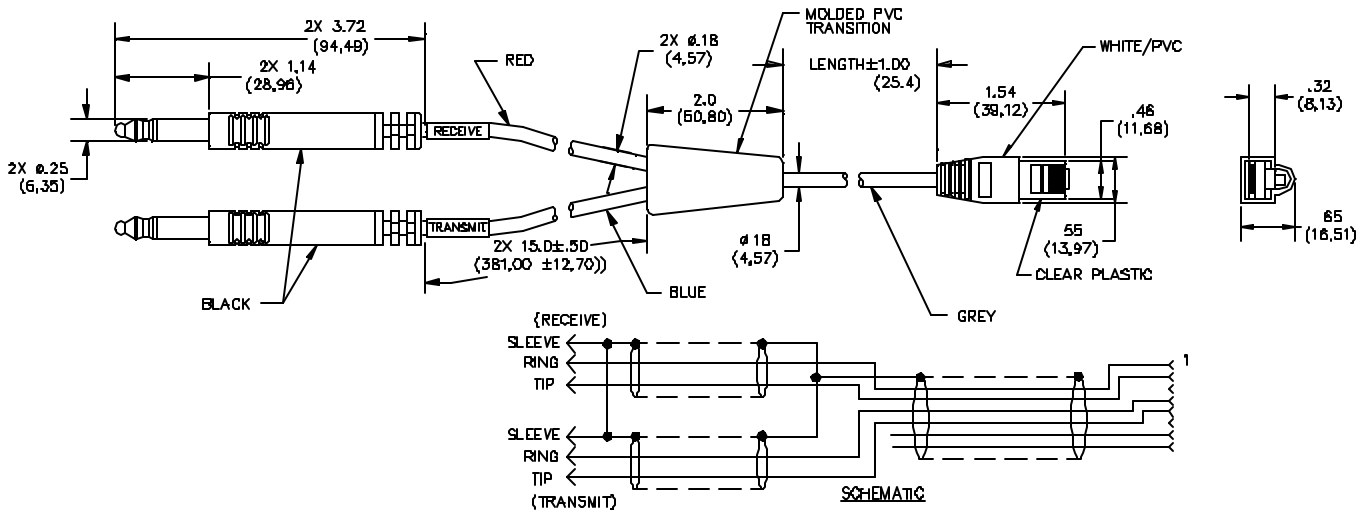 2X 3.72
(94,49)
2X 1,14
(28,96)
2X ø.25
(6,35)
RED
RECEIVE
TRANSMIT
BLACK
2X ø.18
(4,57)
MOLDED PVC
TRANSITION
2.0
(50,80)
LENGTH±1.00
(25.4)
WHITE/PVC
1.54
(39,12)
.46
(11,68)
.32
(8,13)
.65
(16,51)
2X 15.0±.50
(381,00 ±12,70))
BLUE
ø18
(4,57)
.55
(13,97)
CLEAR PLASTIC
GREY
(RECEIVE)
SLEEVE
RING
TIP
1
SLEEVE
RING
TIP
(TRANSMIT)
SCHEMATIC